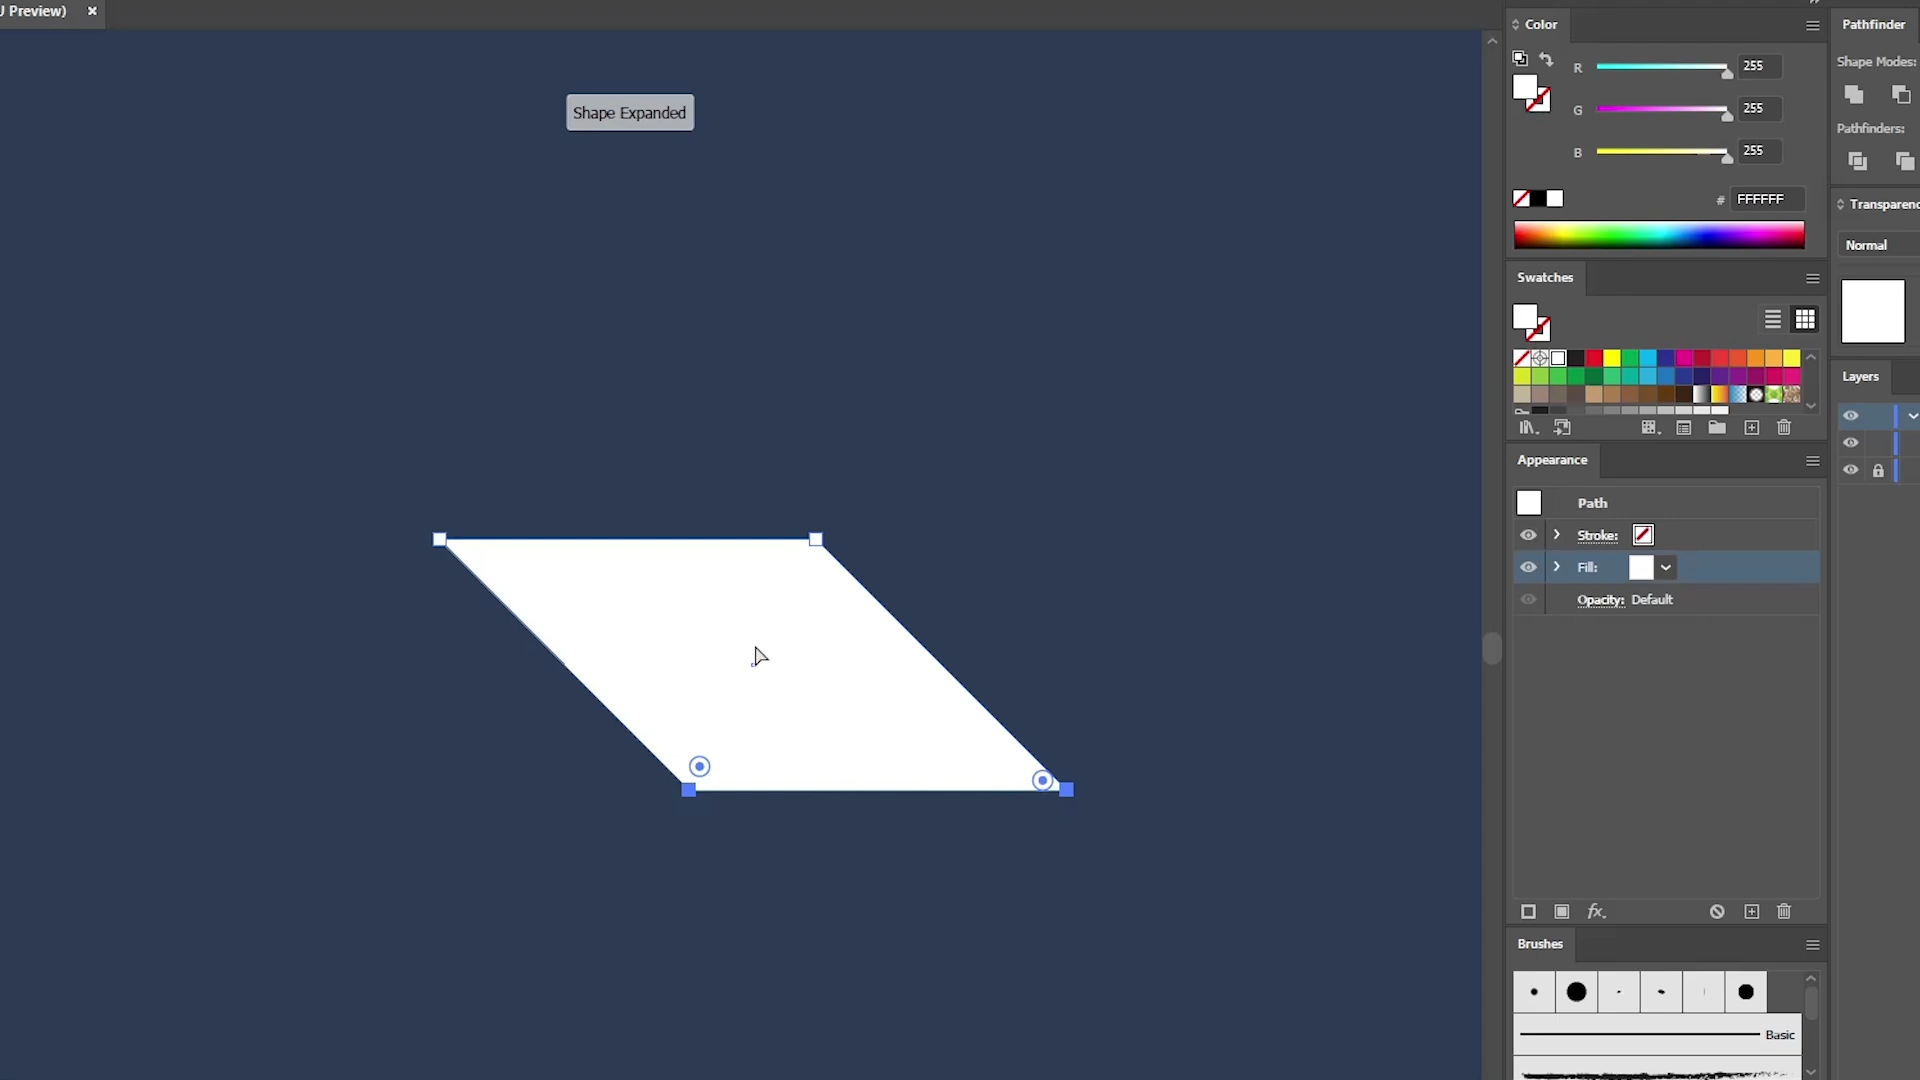 U Preview) ×
Shape Expanded
Color
R 255
G 255
B 255
# FFFFFF
Swatches
Appearance
Path
Stroke:
Fill:
Opacity: Default
fx
Brushes
Basic
Pathfinder
Shape Modes:
Pathfinders:
Transparenc
Normal
Layers